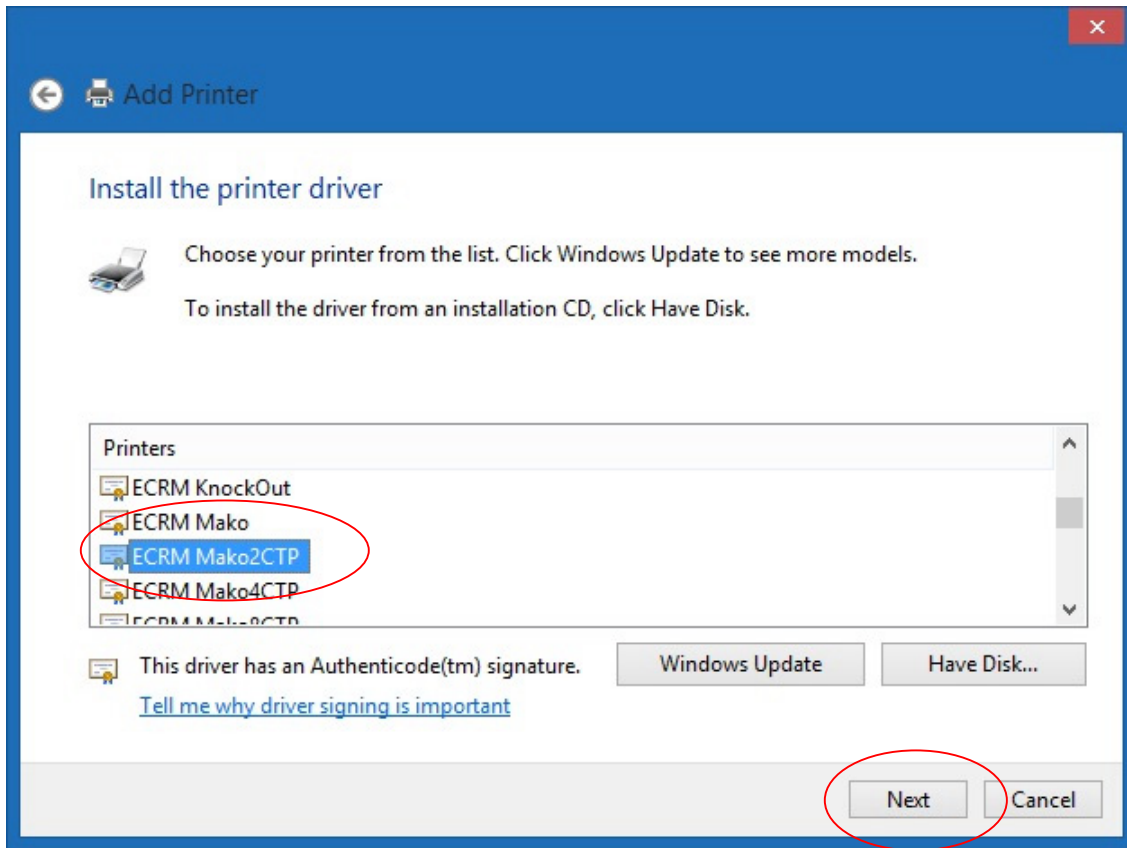 Add Printer
Install the printer driver
Choose your printer from the list. Click Windows Update to see more models.
To install the driver from an installation CD, click Have Disk.
Printers
ECRM KnockOut
ECRM Mako
ECRM Mako2CTP
ECRM Mako4CTP
ECRM Mako8CTP
This driver has an Authenticode(tm) signature.
Windows Update
Have Disk...
Tell me why driver signing is important
Next
Cancel